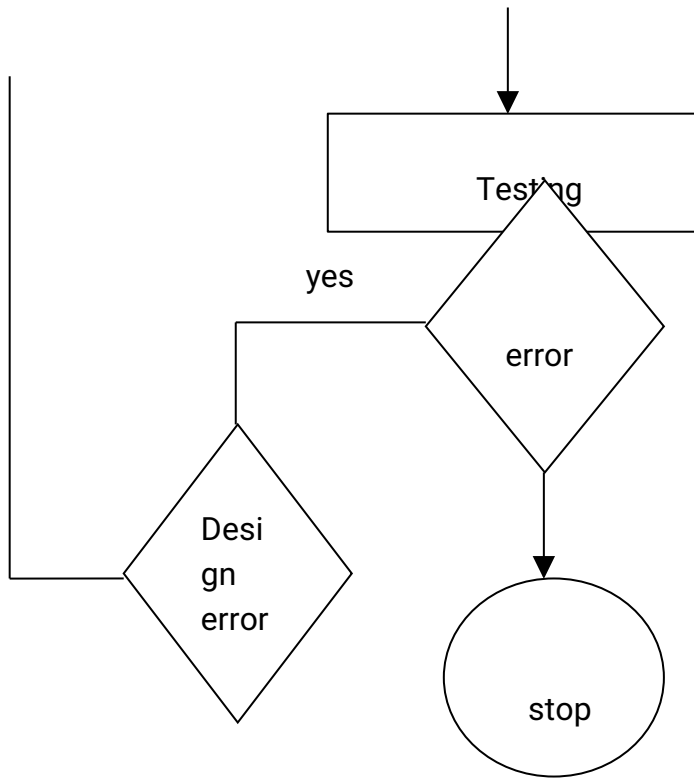 Testing
yes
error
Desi
gn
error
stop